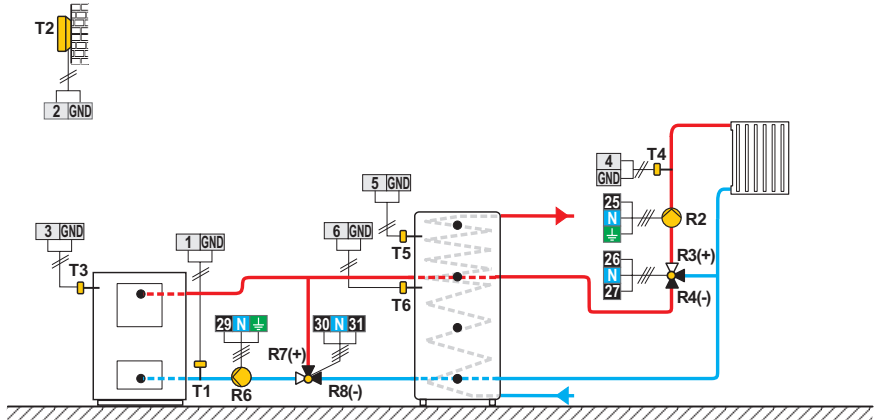 T2
2 GND
5 GND
4
GND
T4
25
N
R2
3 GND
1 GND
6 GND
T5
T3
T6
26
N
27
R3(+)
R4(-)
29 N
30 N 31
R7(+)
T1
R6
R8(-)